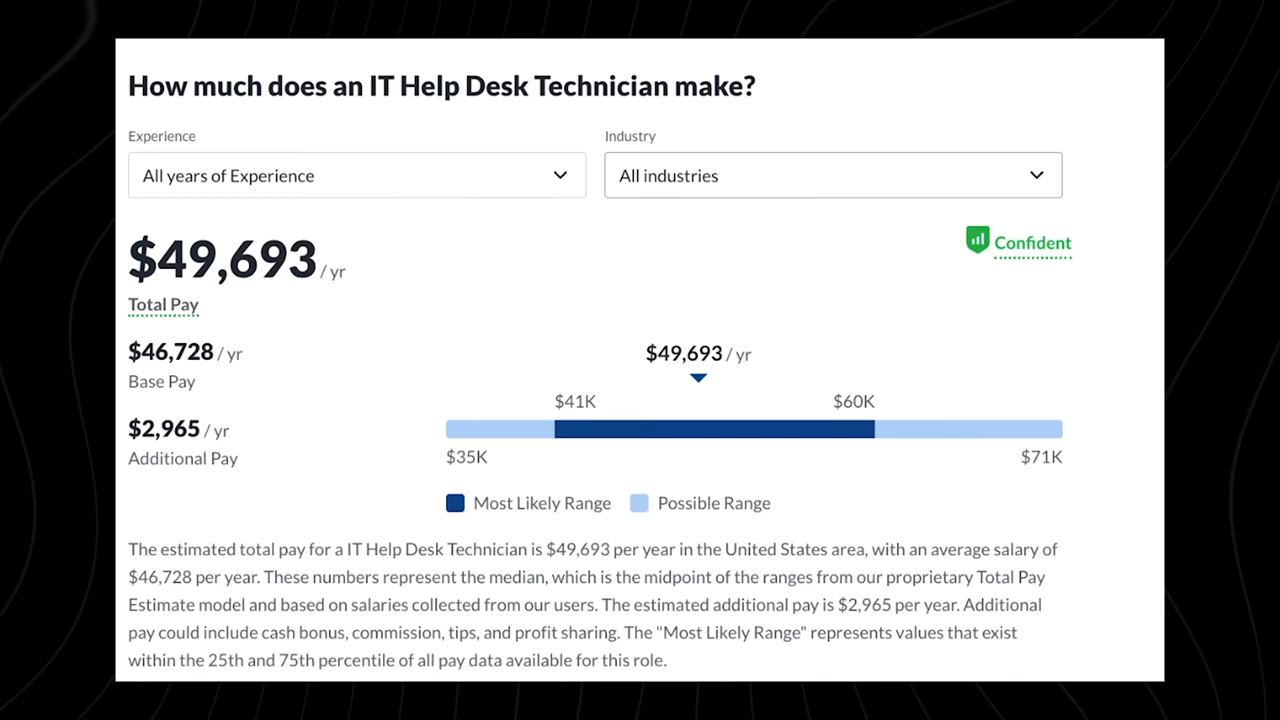 How much does an IT Help Desk Technician make?
Experience
Industry
All years of Experience
All industries
$49,693 / yr
Confident
Total Pay
$46,728 / yr
Base Pay
$49,693 / yr
$41K
$60K
$2,965 / yr
Additional Pay
$35K
$71K
Most Likely Range
Possible Range
The estimated total pay for a IT Help Desk Technician is $49,693 per year in the United States area, with an average salary of
$46,728 per year. These numbers represent the median, which is the midpoint of the ranges from our proprietary Total Pay
Estimate model and based on salaries collected from our users. The estimated additional pay is $2,965 per year. Additional
pay could include cash bonus, commission, tips, and profit sharing. The "Most Likely Range" represents values that exist
within the 25th and 75th percentile of all pay data available for this role.